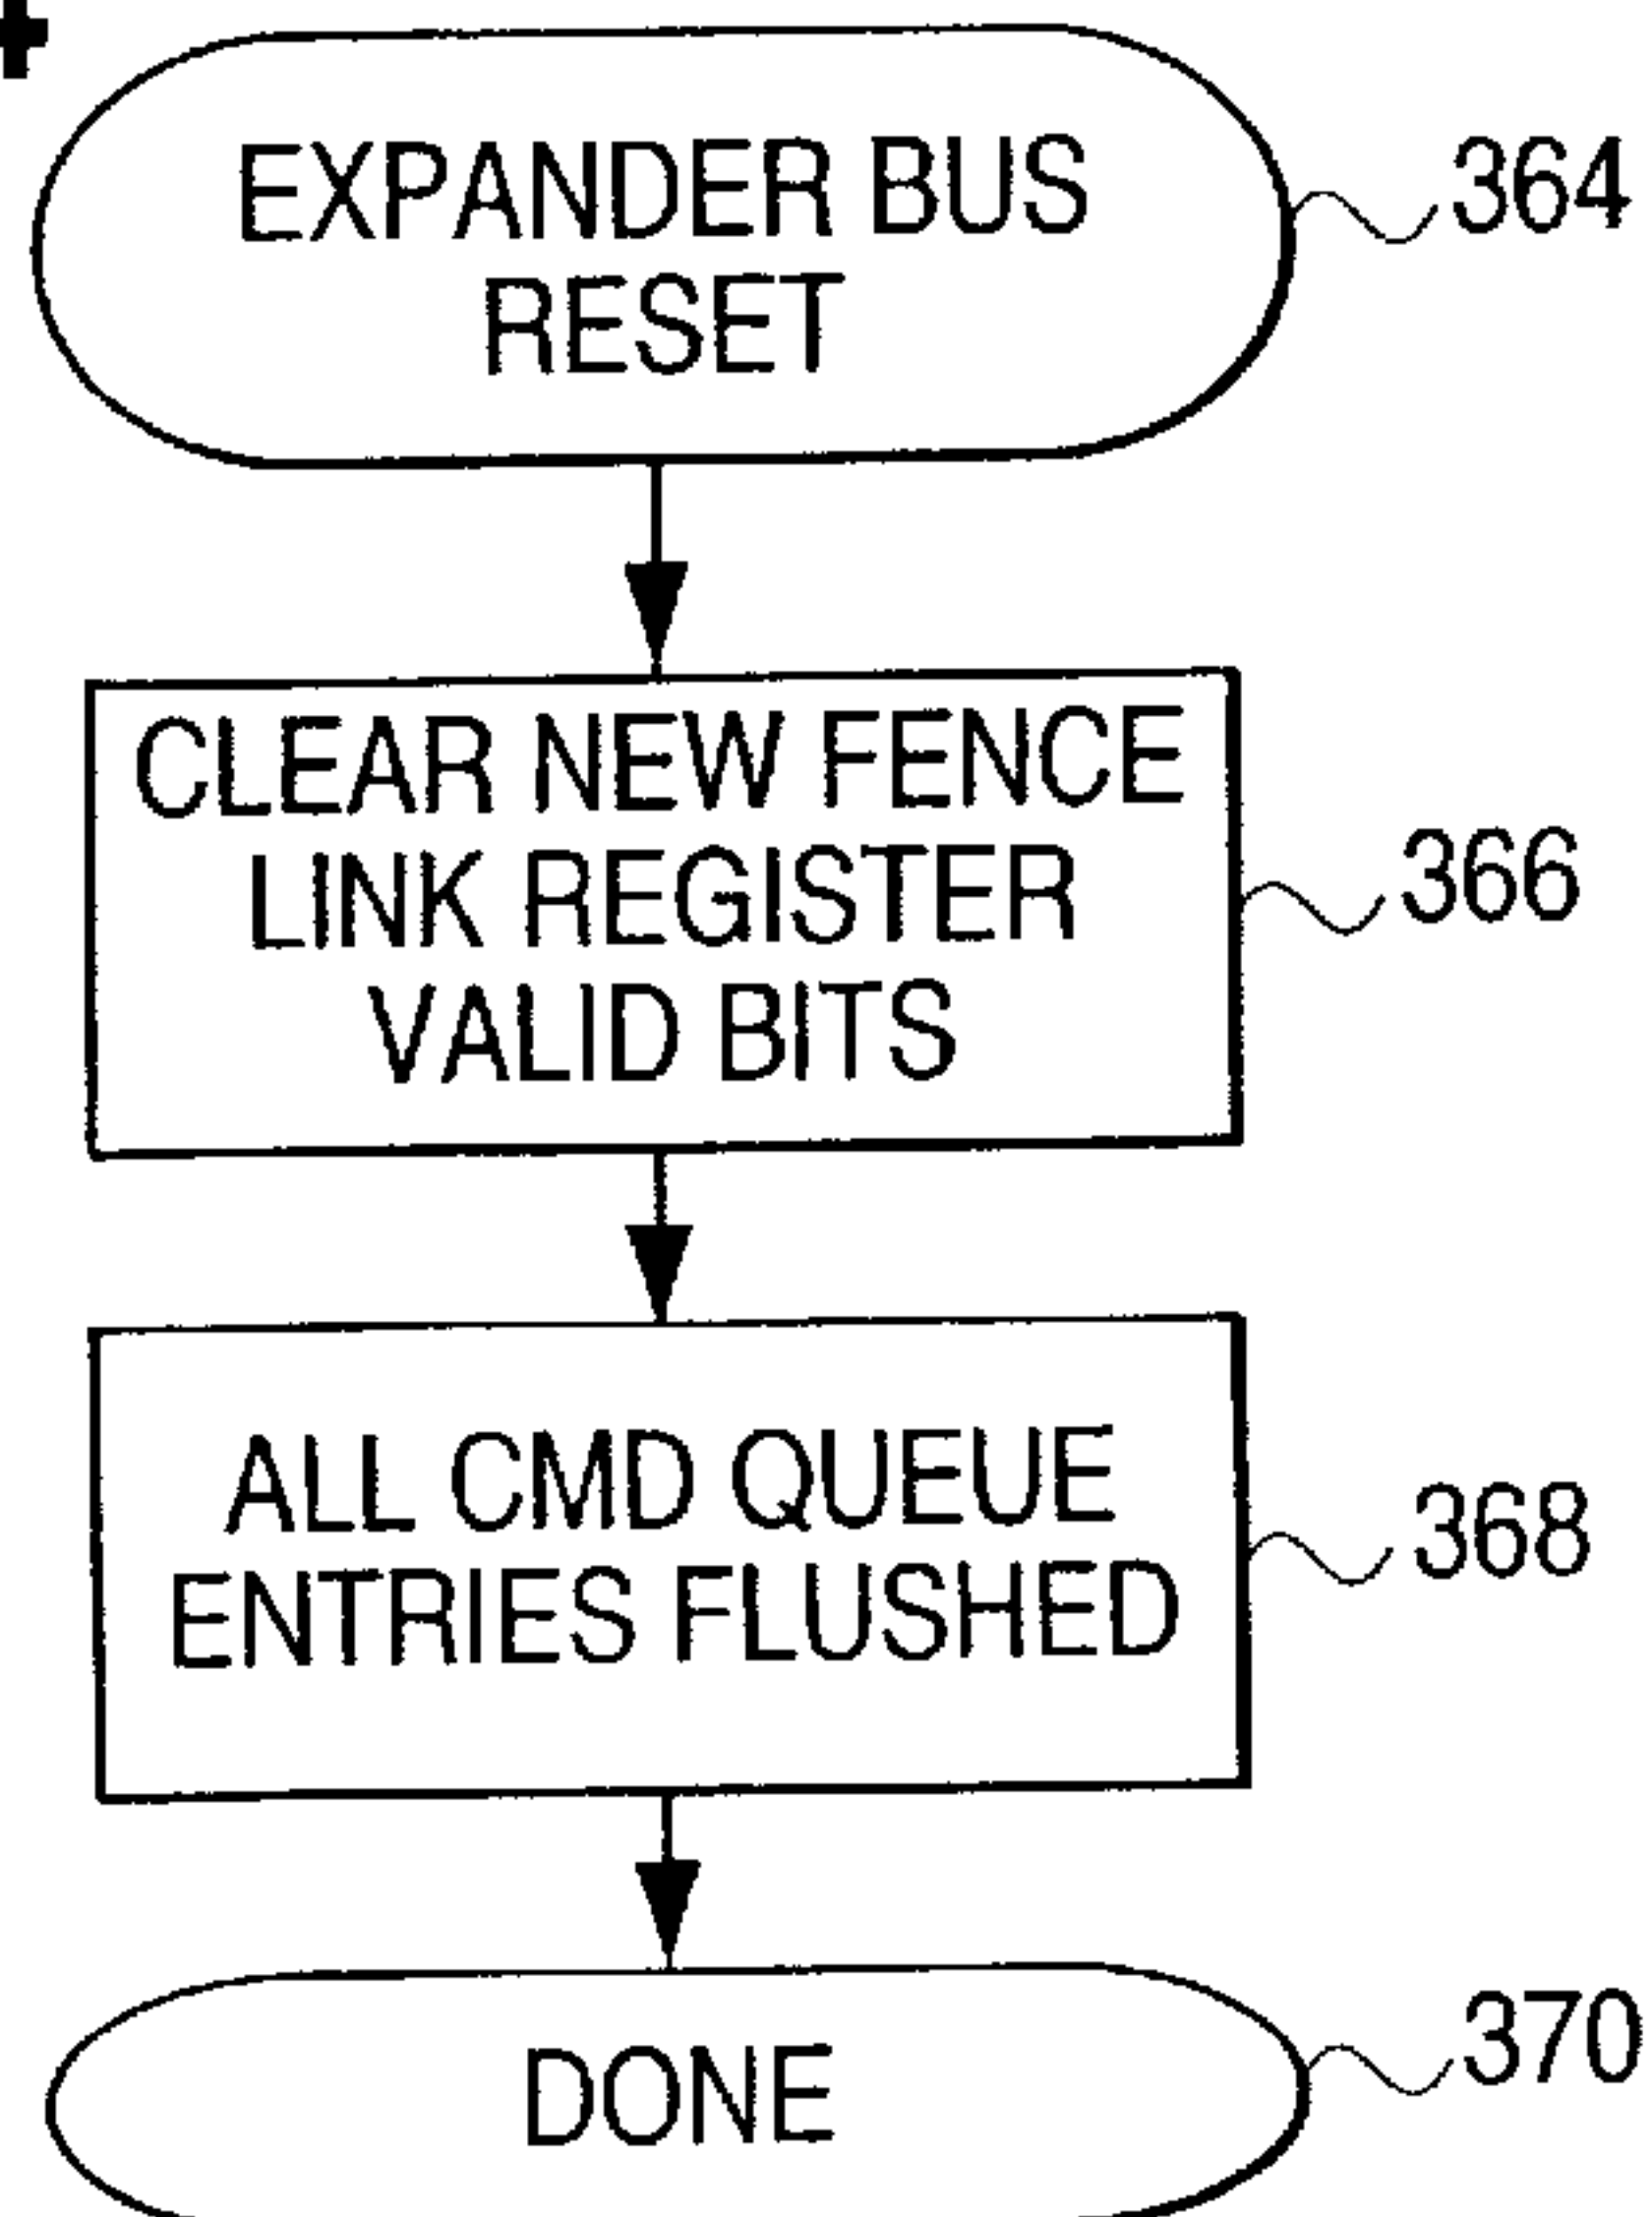 EXPANDER BUS
RESET
364
CLEAR NEW FENCE
LINK REGISTER
VALID BITS
366
ALL CMD QUEUE
ENTRIES FLUSHED
368
DONE
370